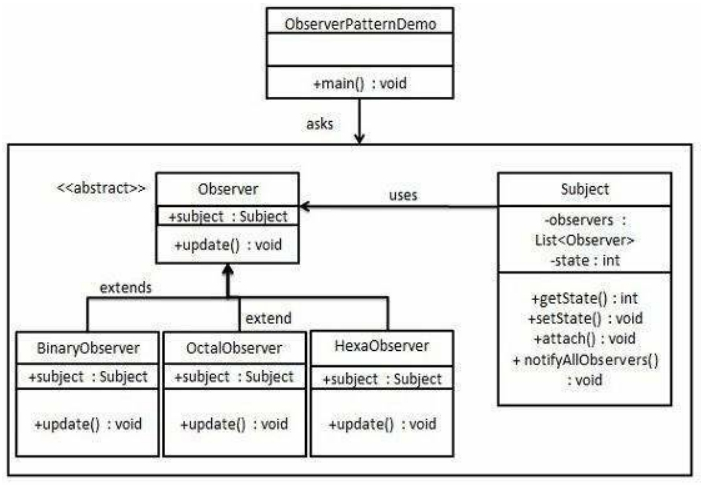 ObserverPatternDemo
+main() : void
asks
<<abstract>>
Observer
+subject : Subject
+update() : void
uses
Subject
-observers :
List<Observer>
-state : int
+getState() : int
+setState() : void
+attach() : void
+ notifyAllObservers()
: void
extends
extend
BinaryObserver
+subject : Subject
+update() : void
OctalObserver
+subject : Subject
+update() : void
HexaObserver
+subject : Subject
+update() : void